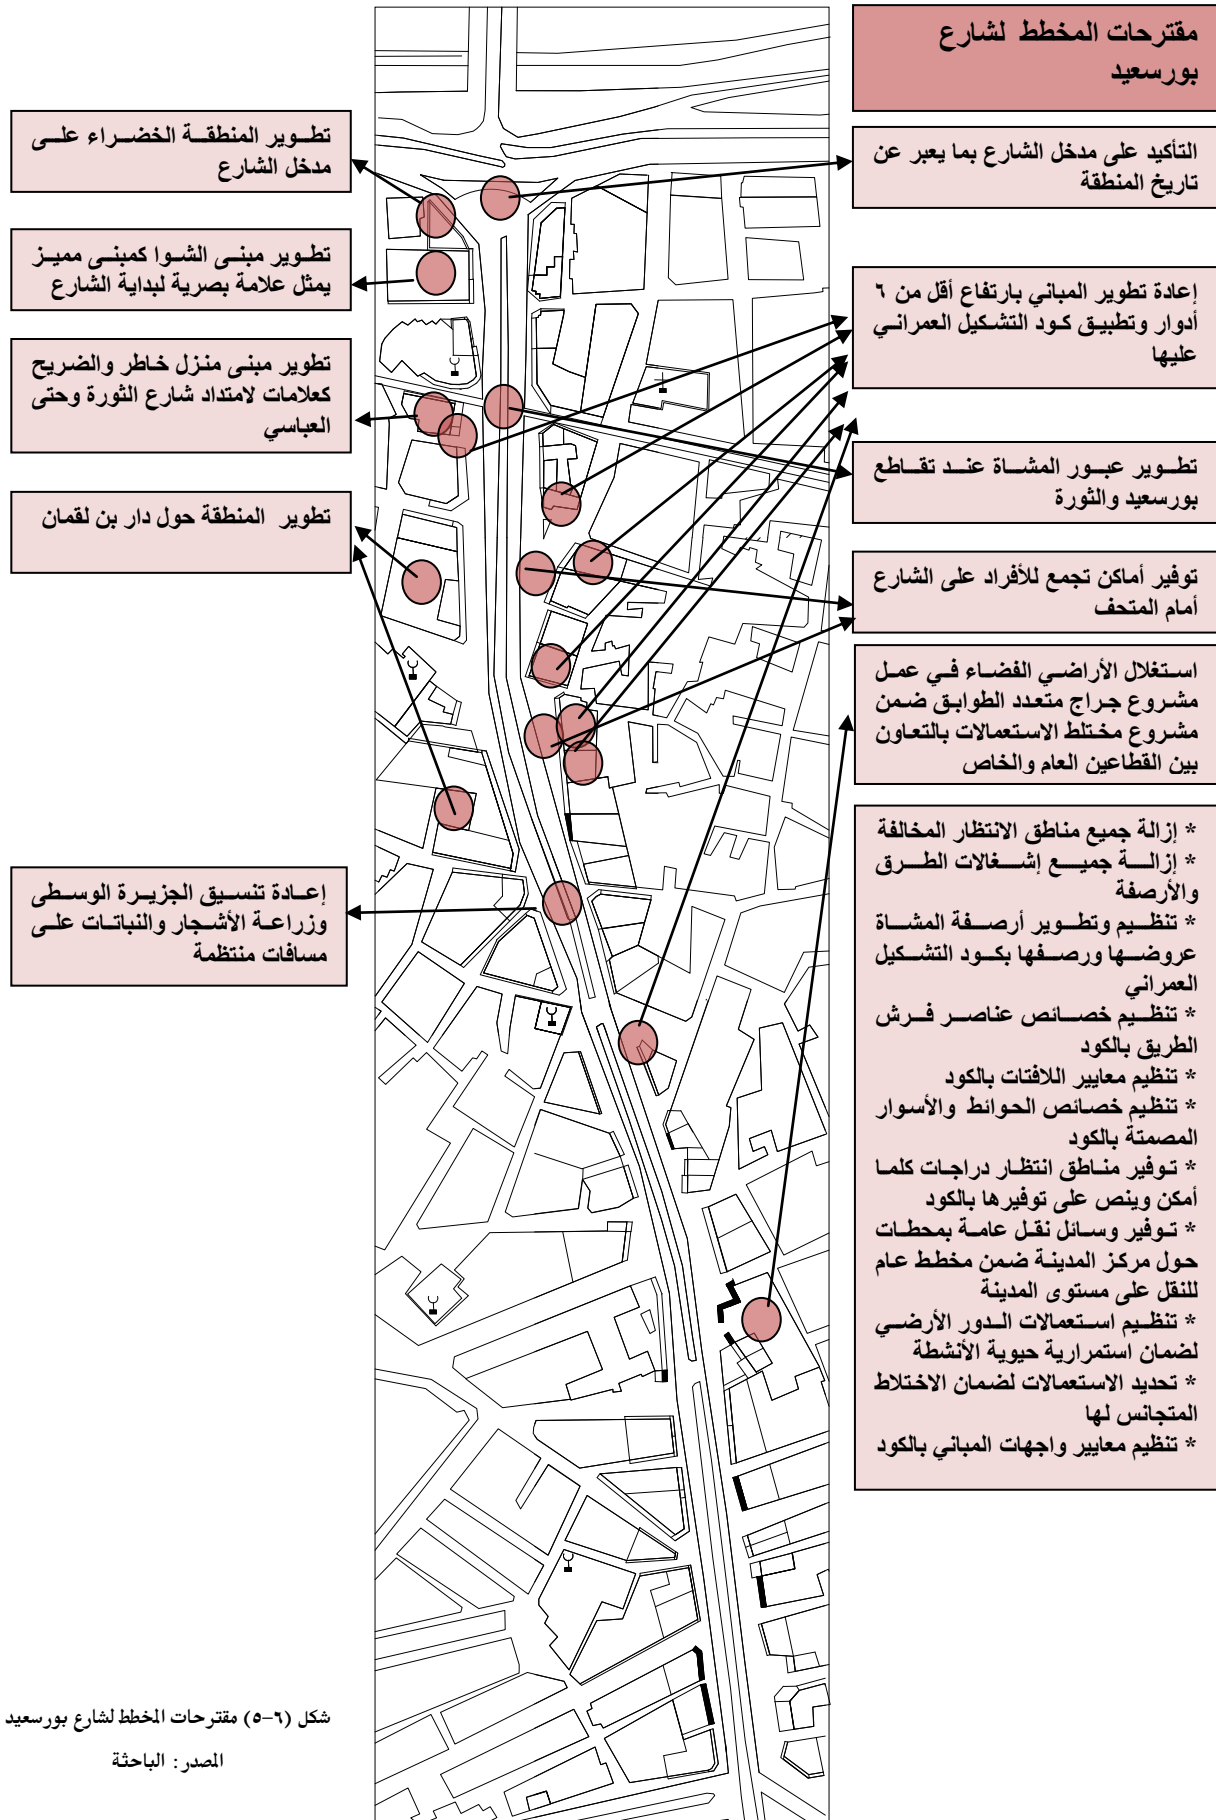 مقترحات المخطط لشارع
بورسعيد
التأكيد على مدخل الشارع بما يعبر عن
تاريخ المنطقة
إعادة تطوير المباني بارتفاع أقل من ٦
أدوار وتطبيق كود التشكيل العمراني
عليها
تطوير عبور المشاة عند تقاطع
بورسعيد والثورة
توفير أماكن تجمع للأفراد على الشارع
أمام المتحف
استغلال الأراضي الفضاء في عمل
مشروع جراج متعدد الطوابق ضمن
مشروع مختلط الاستعمالات بالتعاون
بين القطاعين العام والخاص
* إزالة جميع مناطق الانتظار المخالفة
* إزالة جميع إشغالات الطرق
والأرصفة
* تنظيم وتطوير أرصفة المشاة
عروضها ورصفها بكود التشكيل
العمراني
* تنظيم خصائص عناصر فرش
الطريق بالكود
* تنظيم معايير اللافتات بالكود
* تنظيم خصائص الحوائط والأسوار
المصمتة بالكود
* توفير مناطق انتظار دراجات كلما
أمكن وينص على توفيرها بالكود
* توفير وسائل نقل عامة بمحطات
حول مركز المدينة ضمن مخطط عام
للنقل على مستوى المدينة
* تنظيم استعمالات الدور الأرضي
لضمان استمرارية حيوية الأنشطة
* تحديد الاستعمالات لضمان الاختلاط
المتجانس لها
* تنظيم معايير واجهات المباني بالكود
تطوير المنطقة الخضراء على
مدخل الشارع
تطوير مبنى الشوا كمبنى مميز
يمثل علامة بصرية لبداية الشارع
تطوير مبنى منزل خاطر والضريح
كعلامات لامتداد شارع الثورة وحتى
العباسي
تطوير المنطقة حول دار بن لقمان
إعادة تنسيق الجزيرة الوسطى
وزراعة الأشجار والنباتات على
مسافات منتظمة
شكل (٦-٥) مقترحات المخطط لشارع بورسعيد
المصدر: الباحثة